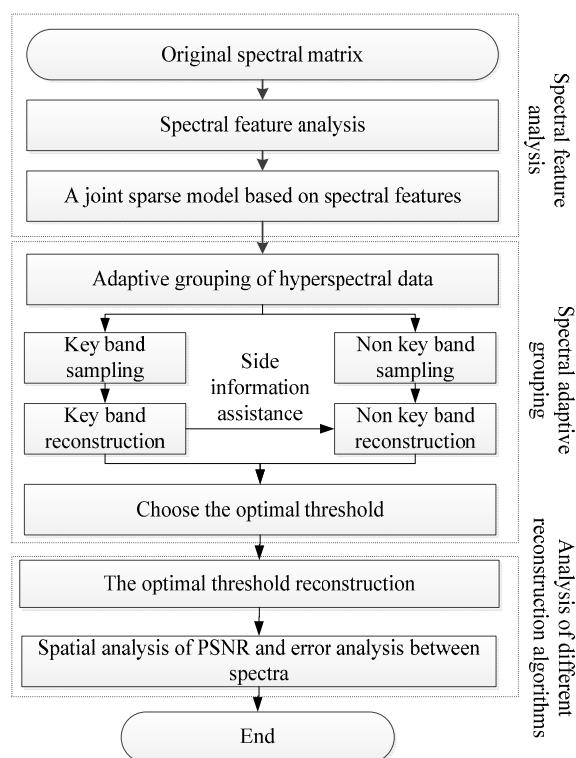 Original spectral matrix
Spectral feature analysis
A joint sparse model based on spectral features
Spectral feature
analysis
Adaptive grouping of hyperspectral data
Key band
sampling
Non key band
sampling
Side
information
assistance
Key band
reconstruction
Non key band
reconstruction
Choose the optimal threshold
Spectral adaptive
grouping
The optimal threshold reconstruction
Spatial analysis of PSNR and error analysis between
spectra
Analysis of different
reconstruction algorithms
End